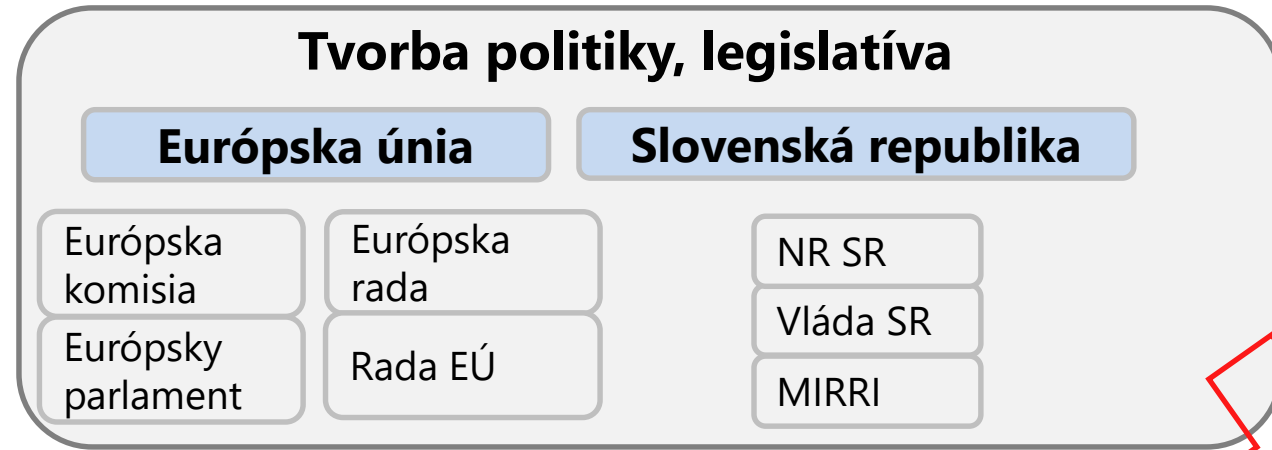 Tvorba politiky, legislatíva
Európska únia
Slovenská republika
Európska
komisia
Európsky
parlament
Európska
rada
Rada EÚ
NR SR
Vláda SR
MIRRI